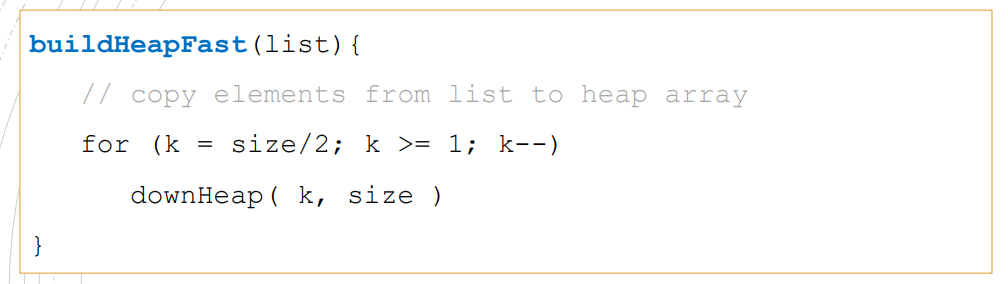 buildHeapFast(list){
// copy elements from list to heap array
for (k = size/2; k >= 1; k--)
downHeap( k, size )
}